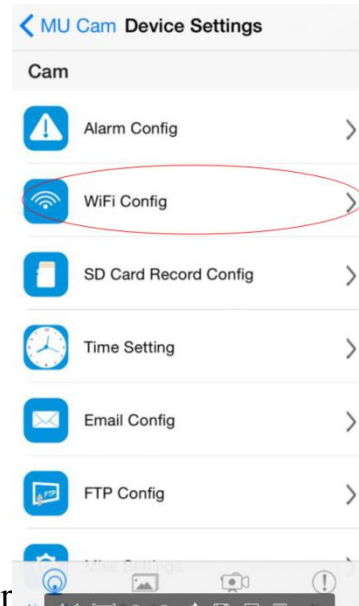 MU Cam Device Settings
Cam
Alarm Config
WiFi Config
SD Card Record Config
Time Setting
Email Config
FTP
FTP Config
r